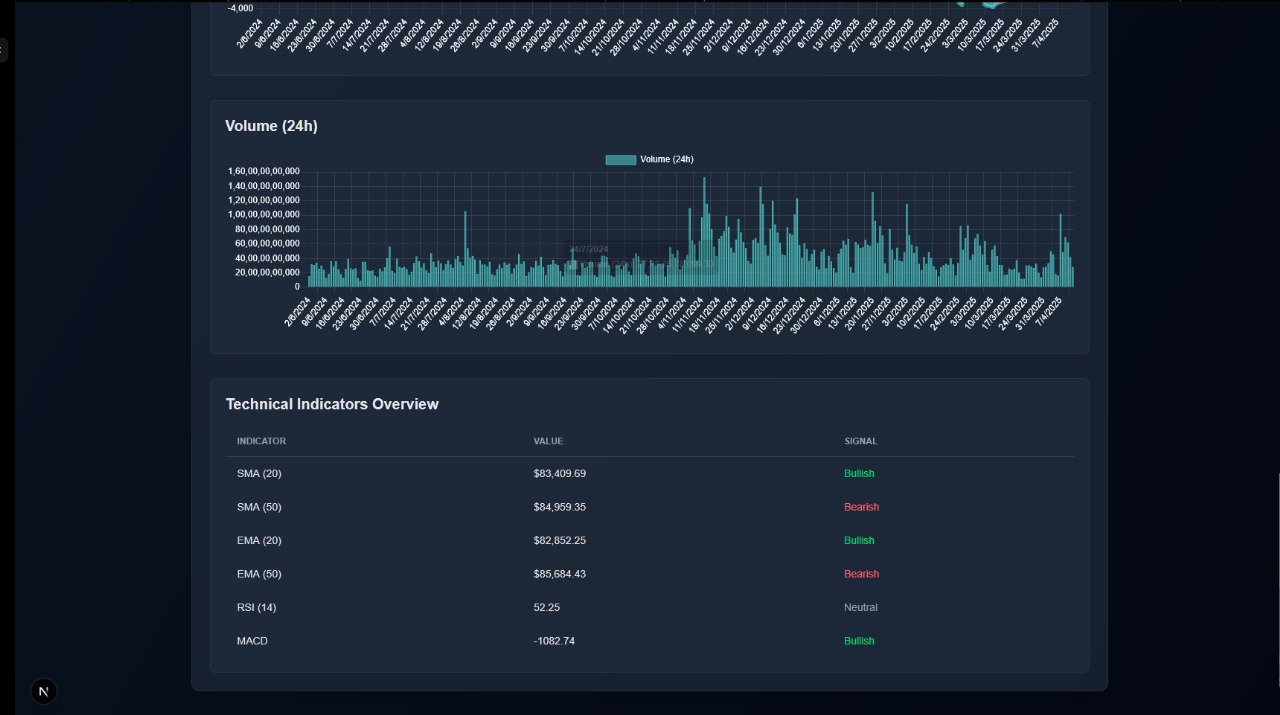 -4,000
2/6/2024 9/6/2024 16/6/2024 23/6/2024 30/6/2024 7/7/2024 14/7/2024 21/7/2024 28/7/2024 4/8/2024 12/8/2024 19/8/2024 26/8/2024 2/9/2024 9/9/2024 16/9/2024 23/9/2024 30/9/2024 7/10/2024 14/10/2024 21/10/2024 28/10/2024 4/11/2024 11/11/2024 18/11/2024 25/11/2024 2/12/2024 9/12/2024 16/12/2024 23/12/2024 30/12/2024 6/1/2025 13/1/2025 20/1/2025 27/1/2025 3/2/2025 10/2/2025 17/2/2025 24/2/2025 3/3/2025 10/3/2025 17/3/2025 24/3/2025 31/3/2025 7/4/2025
Volume (24h)
Volume (24h)
1,60,00,00,00,000
1,40,00,00,00,000
1,20,00,00,00,000
1,00,00,00,00,000
80,00,00,00,000
60,00,00,00,000
40,00,00,00,000
20,00,00,00,000
0
24/7/2024
2/6/2024 9/6/2024 16/6/2024 23/6/2024 30/6/2024 7/7/2024 14/7/2024 21/7/2024 28/7/2024 4/8/2024 12/8/2024 19/8/2024 26/8/2024 2/9/2024 9/9/2024 16/9/2024 23/9/2024 30/9/2024 7/10/2024 14/10/2024 21/10/2024 28/10/2024 4/11/2024 11/11/2024 18/11/2024 25/11/2024 2/12/2024 9/12/2024 16/12/2024 23/12/2024 30/12/2024 6/1/2025 13/1/2025 20/1/2025 27/1/2025 3/2/2025 10/2/2025 17/2/2025 24/2/2025 3/3/2025 10/3/2025 17/3/2025 24/3/2025 31/3/2025 7/4/2025
Technical Indicators Overview
INDICATOR VALUE SIGNAL
SMA (20) $83,409.69 Bullish
SMA (50) $84,959.35 Bearish
EMA (20) $82,852.25 Bullish
EMA (50) $85,684.43 Bearish
RSI (14) 52.25 Neutral
MACD -1082.74 Bullish
N